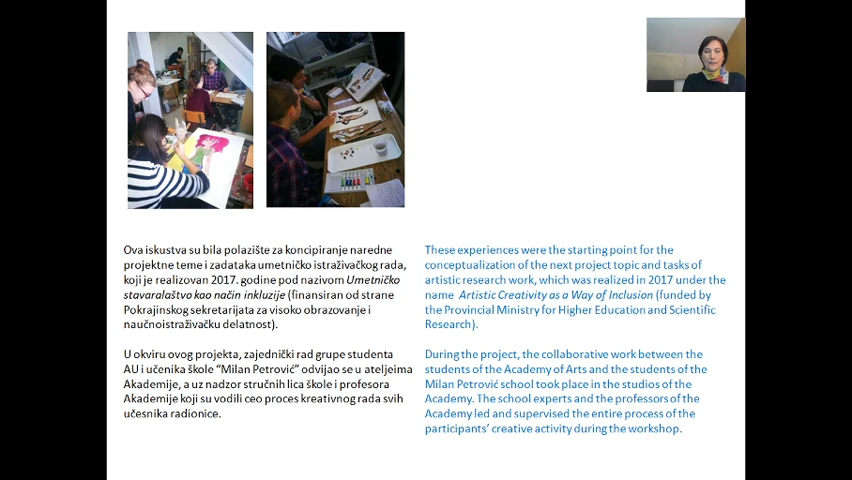 Ova iskustva su bila polazište za koncipiranje naredne
projektne teme i zadataka umetničko istraživačkog rada,
koji je realizovan 2017. godine pod nazivom Umetničko
stavaralaštvo kao način inkluzije (finansiran od strane
Pokrajinskog sekretarijata za visoko obrazovanje i
naučnoistraživačku delatnost).
U okviru ovog projekta, zajednički rad grupe studenta
AU i učenika škole “Milan Petrović” odvijao se u ateljeima
Akademije, a uz nadzor stručnih lica škole i profesora
Akademije koji su vodili ceo proces kreativnog rada svih
učesnika radionice.
These experiences were the starting point for the
conceptualization of the next project topic and tasks of
artistic research work, which was realized in 2017 under the
name Artistic Creativity as a Way of Inclusion (funded by
the Provincial Ministry for Higher Education and Scientific
Research).
During the project, the collaborative work between the
students of the Academy of Arts and the students of the
Milan Petrović school took place in the studios of the
Academy. The school experts and the professors of the
Academy led and supervised the entire process of the
participants’ creative activity during the workshop.